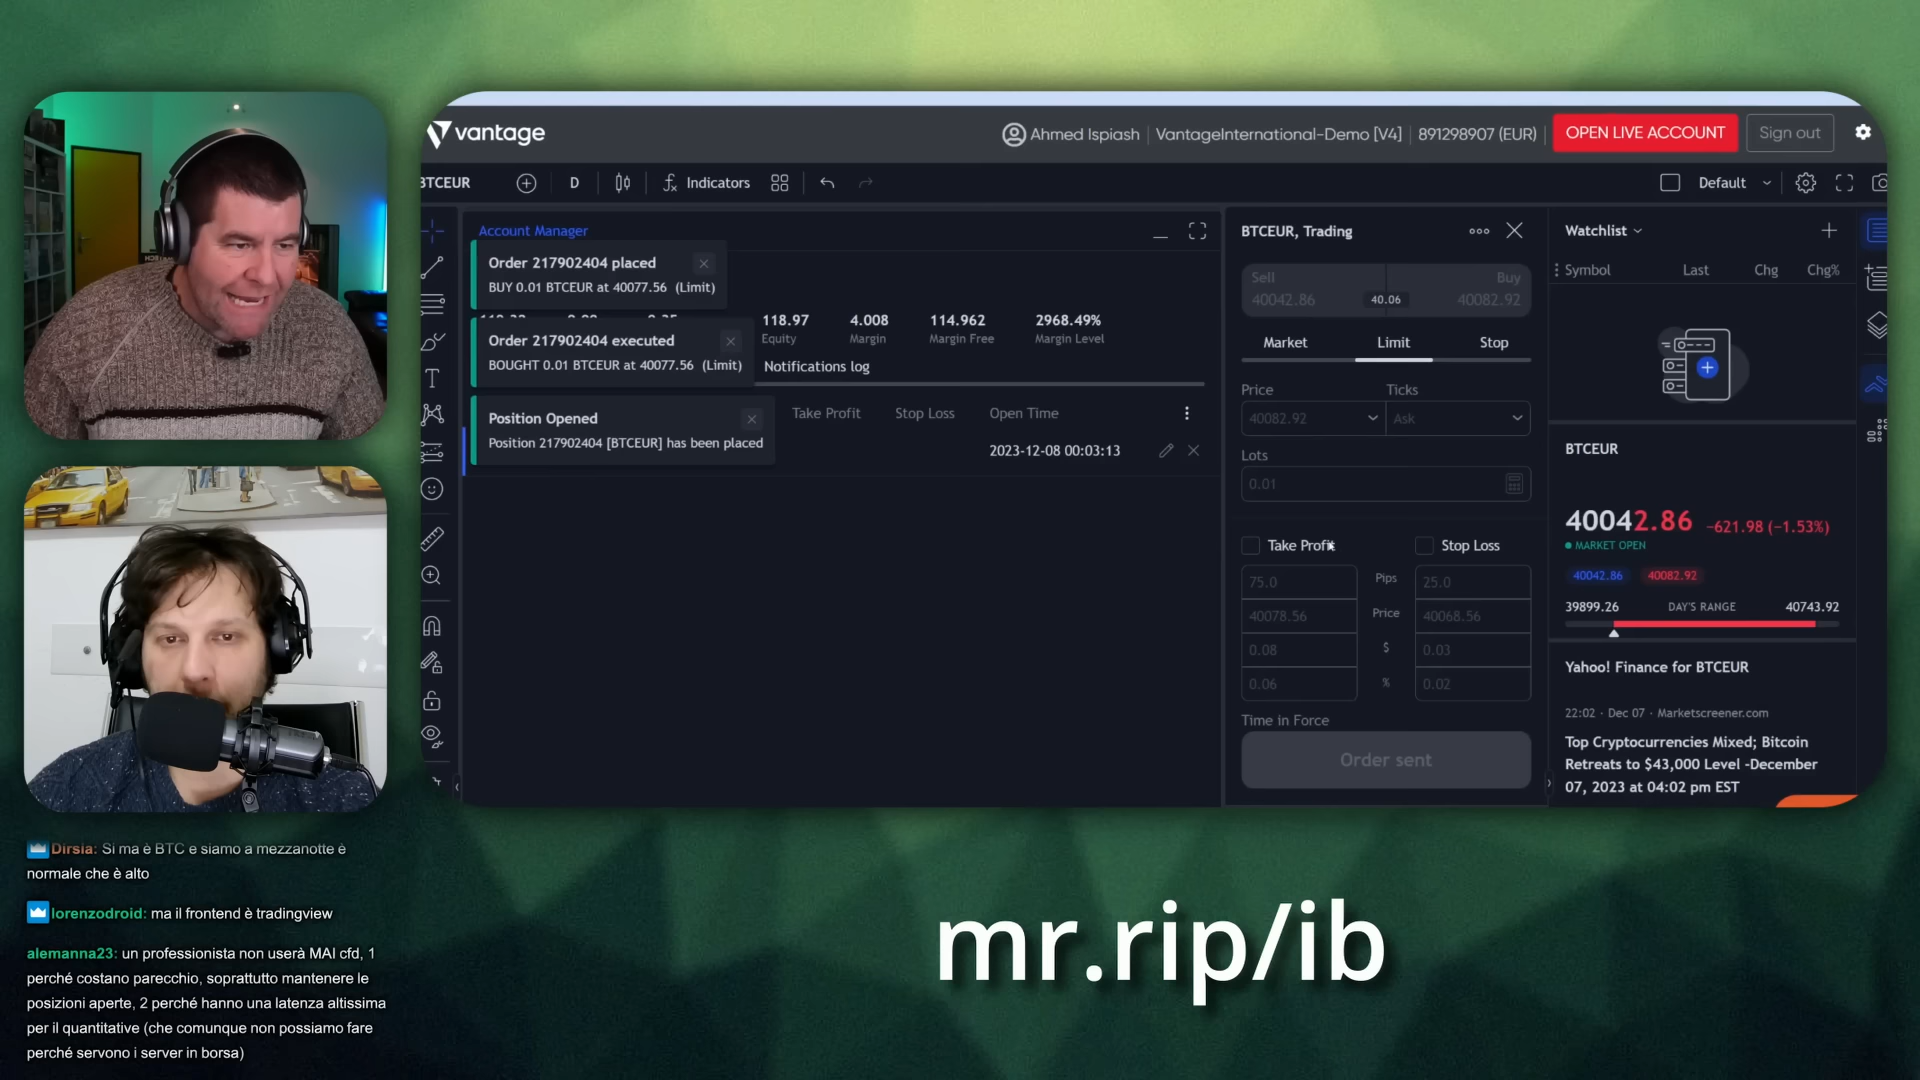 vantage
Ahmed Ispiash
VantageInternational-Demo [V4]
891298907 (EUR)
OPEN LIVE ACCOUNT
Sign out
BTCEUR
D
Indicators
Default
Account Manager
Order 217902404 placed
BUY 0.01 BTCEUR at 40077.56 (Limit)
Order 217902404 executed
BOUGHT 0.01 BTCEUR at 40077.56 (Limit)
Position Opened
Position 217902404 [BTCEUR] has been placed
118.97
Equity
4.008
Margin
114.962
Margin Free
2968.49%
Margin Level
Notifications log
Take Profit
Stop Loss
Open Time
2023-12-08 00:03:13
BTCEUR, Trading
Sell
40042.86
40.06
Buy
40082.92
Market
Limit
Stop
Price
Ticks
40082.92
Ask
Lots
0.01
Take Profit
Stop Loss
75.0
Pips
25.0
40078.56
Price
40068.56
0.08
$
0.03
0.06
%
0.02
Time in Force
Order sent
Watchlist
Symbol
Last
Chg
Chg%
BTCEUR
40042.86
−621.98 (−1.53%)
MARKET OPEN
40042.86
40082.92
39899.26
DAY'S RANGE
40743.92
Yahoo! Finance for BTCEUR
22:02 · Dec 07 · Marketscreener.com
Top Cryptocurrencies Mixed; Bitcoin
Retreats to $43,000 Level -December
07, 2023 at 04:02 pm EST
Dirsia: Si ma è BTC e siamo a mezzanotte è
normale che è alto
lorenzodroid: ma il frontend è tradingview
alemanna23: un professionista non userà MAI cfd, 1
perché costano parecchio, soprattutto mantenere le
posizioni aperte, 2 perché hanno una latenza altissima
per il quantitative (che comunque non possiamo fare
perché servono i server in borsa)
mr.rip/ib